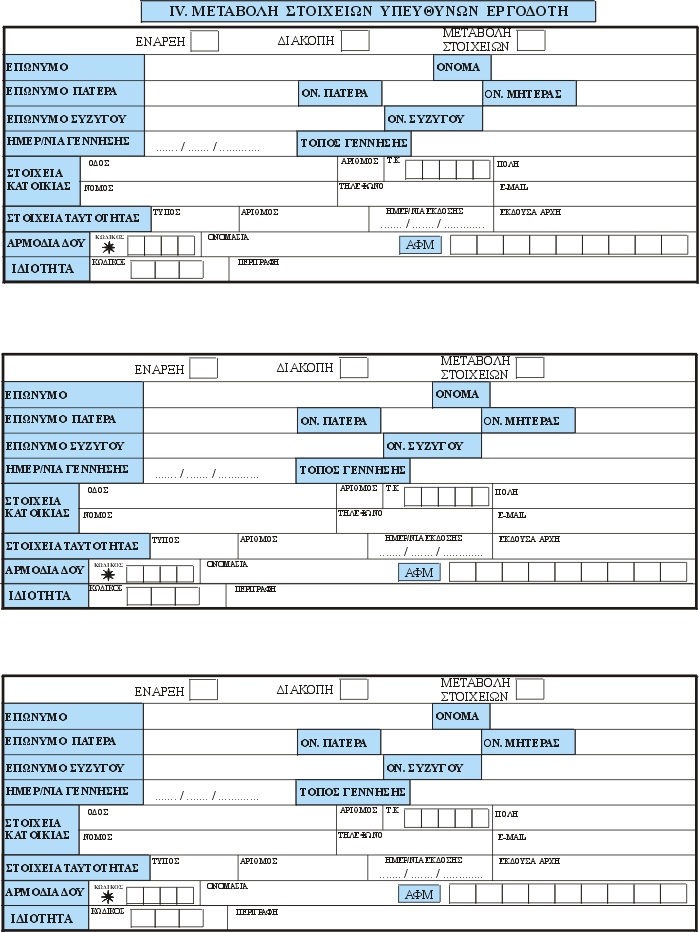 IV. ΜΕΤΑΒΟΛΗ ΣΤΟΙΧΕΙΩΝ ΥΠΕΥΘΥΝΩΝ ΕΡΓΟΔΟΤΗ
ΕΝΑΡΞΗ ΔΙΑΚΟΠΗ ΜΕΤΑΒΟΛΗ
ΣΤΟΙΧΕΙΩΝ
ΕΠΩΝΥΜΟ ΟΝΟΜΑ
ΕΠΩΝΥΜΟ ΠΑΤΕΡΑ ΟΝ. ΠΑΤΕΡΑ ΟΝ. ΜΗΤΕΡΑΣ
ΕΠΩΝΥΜΟ ΣΥΖΥΓΟΥ ΟΝ. ΣΥΖΥΓΟΥ
ΗΜΕΡ/ΝΙΑ ΓΕΝΝΗΣΗΣ ....... / ....... / ............. ΤΟΠΟΣ ΓΕΝΝΗΣΗΣ
ΣΤΟΙΧΕΙΑ
ΚΑΤΟΙΚΙΑΣ
ΟΔΟΣ ΑΡΙΘΜΟΣ Τ.Κ ΠΟΛΗ
ΝΟΜΟΣ ΤΗΛΕΦΩΝΟ E-MAIL
ΣΤΟΙΧΕΙΑ ΤΑΥΤΟΤΗΤΑΣ ΤΥΠΟΣ ΑΡΙΘΜΟΣ ΗΜΕΡ/ΝΙΑ ΕΚΔΟΣΗΣ ΕΚΔΟΥΣΑ ΑΡΧΗ
....... / ....... / .............
ΑΡΜΟΔΙΑ ΔΟΥ ΚΩΔΙΚΟΣ ΟΝΟΜΑΣΙΑ ΑΦΜ
ΙΔΙΟΤΗΤΑ ΚΩΔΙΚΟΣ ΠΕΡΙΓΡΑΦΗ
ΕΝΑΡΞΗ ΔΙΑΚΟΠΗ ΜΕΤΑΒΟΛΗ
ΣΤΟΙΧΕΙΩΝ
ΕΠΩΝΥΜΟ ΟΝΟΜΑ
ΕΠΩΝΥΜΟ ΠΑΤΕΡΑ ΟΝ. ΠΑΤΕΡΑ ΟΝ. ΜΗΤΕΡΑΣ
ΕΠΩΝΥΜΟ ΣΥΖΥΓΟΥ ΟΝ. ΣΥΖΥΓΟΥ
ΗΜΕΡ/ΝΙΑ ΓΕΝΝΗΣΗΣ ....... / ....... / ............. ΤΟΠΟΣ ΓΕΝΝΗΣΗΣ
ΣΤΟΙΧΕΙΑ
ΚΑΤΟΙΚΙΑΣ
ΟΔΟΣ ΑΡΙΘΜΟΣ Τ.Κ ΠΟΛΗ
ΝΟΜΟΣ ΤΗΛΕΦΩΝΟ E-MAIL
ΣΤΟΙΧΕΙΑ ΤΑΥΤΟΤΗΤΑΣ ΤΥΠΟΣ ΑΡΙΘΜΟΣ ΗΜΕΡ/ΝΙΑ ΕΚΔΟΣΗΣ ΕΚΔΟΥΣΑ ΑΡΧΗ
....... / ....... / .............
ΑΡΜΟΔΙΑ ΔΟΥ ΚΩΔΙΚΟΣ ΟΝΟΜΑΣΙΑ ΑΦΜ
ΙΔΙΟΤΗΤΑ ΚΩΔΙΚΟΣ ΠΕΡΙΓΡΑΦΗ
ΕΝΑΡΞΗ ΔΙΑΚΟΠΗ ΜΕΤΑΒΟΛΗ
ΣΤΟΙΧΕΙΩΝ
ΕΠΩΝΥΜΟ ΟΝΟΜΑ
ΕΠΩΝΥΜΟ ΠΑΤΕΡΑ ΟΝ. ΠΑΤΕΡΑ ΟΝ. ΜΗΤΕΡΑΣ
ΕΠΩΝΥΜΟ ΣΥΖΥΓΟΥ ΟΝ. ΣΥΖΥΓΟΥ
ΗΜΕΡ/ΝΙΑ ΓΕΝΝΗΣΗΣ ....... / ....... / ............. ΤΟΠΟΣ ΓΕΝΝΗΣΗΣ
ΣΤΟΙΧΕΙΑ
ΚΑΤΟΙΚΙΑΣ
ΟΔΟΣ ΑΡΙΘΜΟΣ Τ.Κ ΠΟΛΗ
ΝΟΜΟΣ ΤΗΛΕΦΩΝΟ E-MAIL
ΣΤΟΙΧΕΙΑ ΤΑΥΤΟΤΗΤΑΣ ΤΥΠΟΣ ΑΡΙΘΜΟΣ ΗΜΕΡ/ΝΙΑ ΕΚΔΟΣΗΣ ΕΚΔΟΥΣΑ ΑΡΧΗ
....... / ....... / .............
ΑΡΜΟΔΙΑ ΔΟΥ ΚΩΔΙΚΟΣ ΟΝΟΜΑΣΙΑ ΑΦΜ
ΙΔΙΟΤΗΤΑ ΚΩΔΙΚΟΣ ΠΕΡΙΓΡΑΦΗ